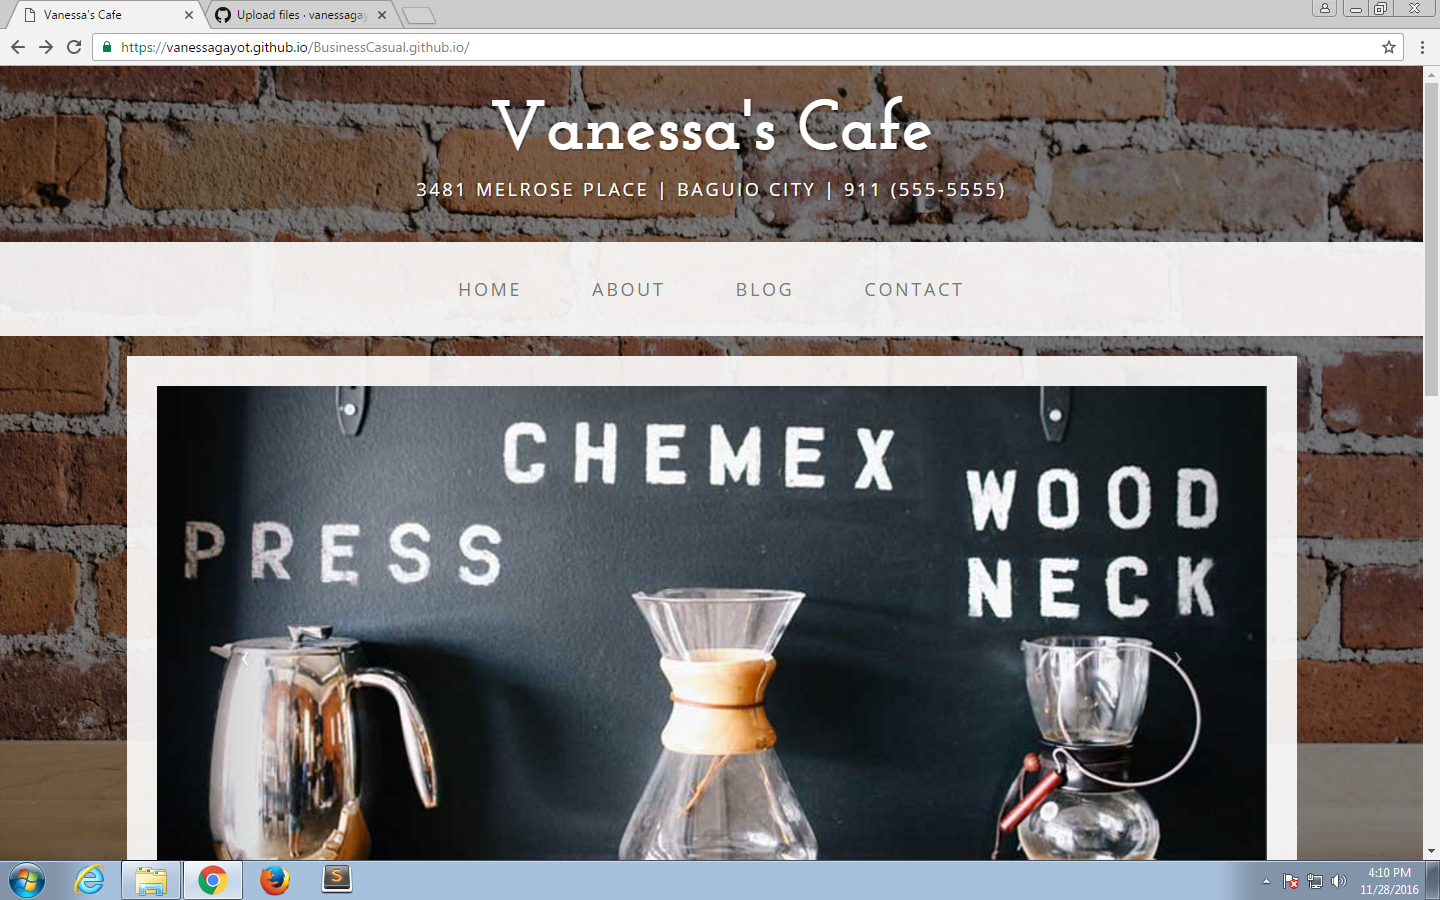 Vanessa's Cafe
Upload files · vanessagay
https://vanessagayot.github.io/BusinessCasual.github.io/
Vanessa's Cafe
3481 MELROSE PLACE | BAGUIO CITY | 911 (555-5555)
HOME ABOUT BLOG CONTACT
CHEMEX
PRESS
WOOD
NECK
S
4:10 PM
11/28/2016